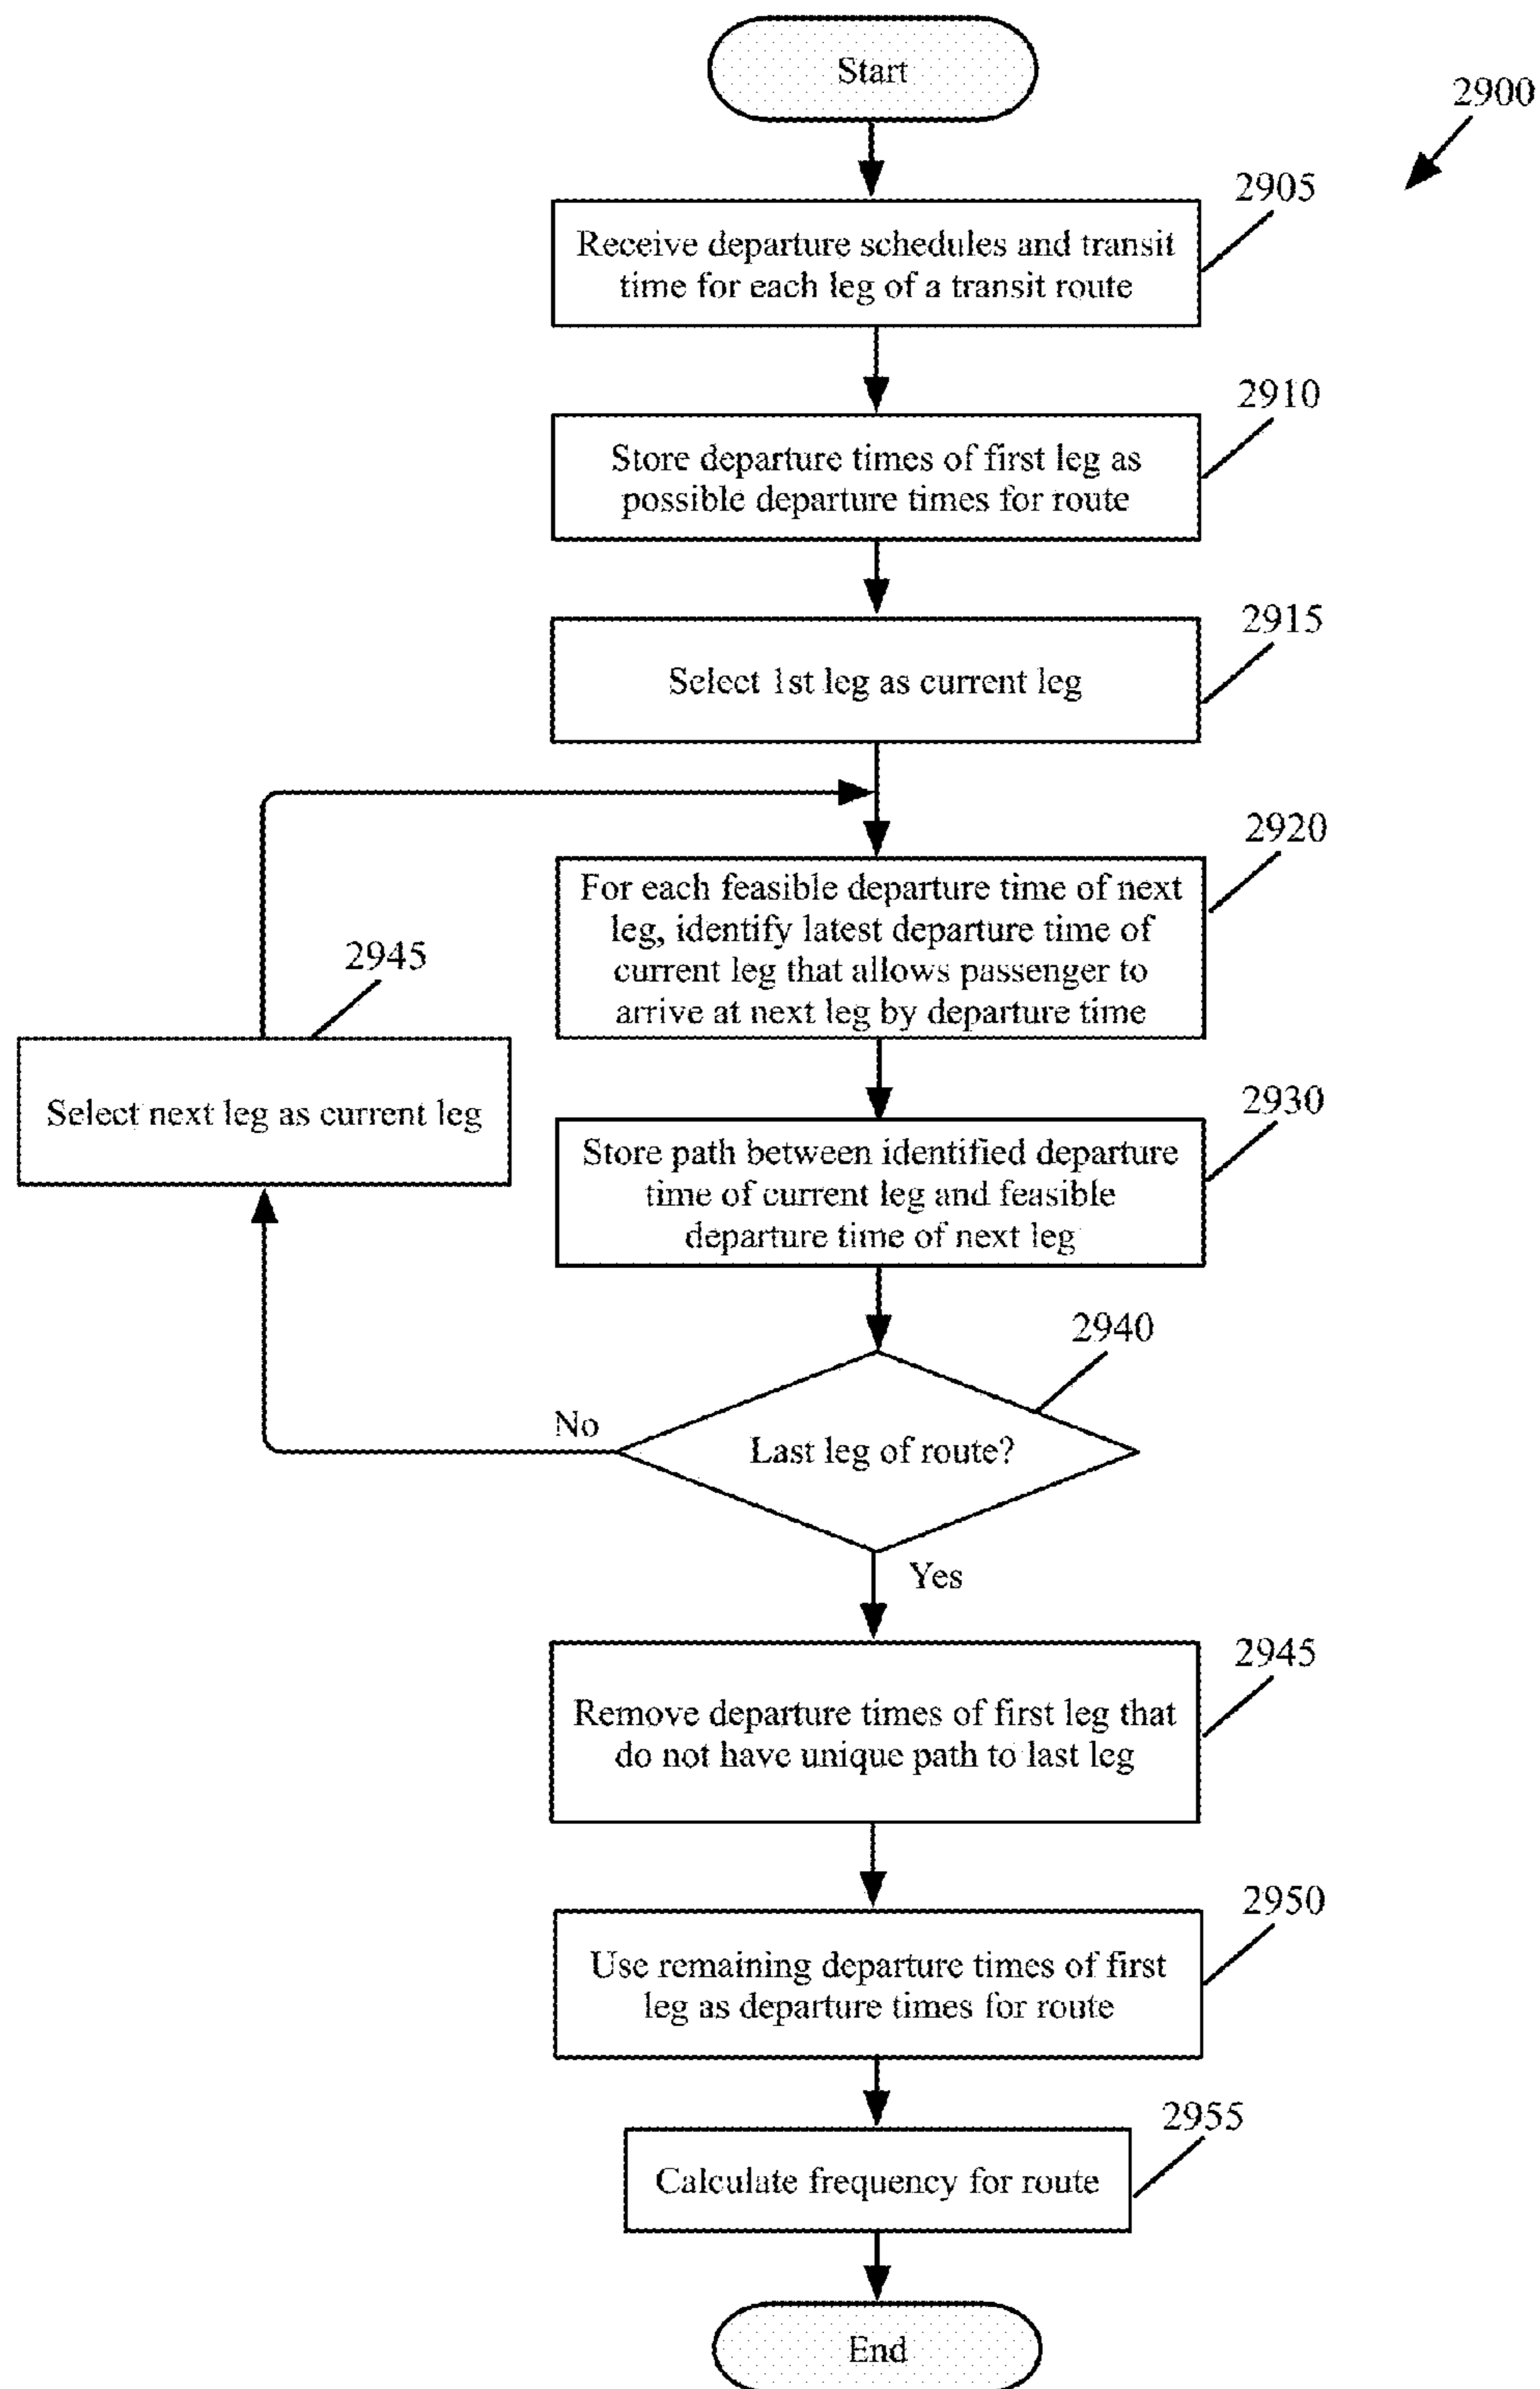 Start
2900
2905
Receive departure schedules and transit
time for each leg of a transit route
2910
Store departure times of first leg as
possible departure times for route
2915
Select 1st leg as current leg
2920
For each feasible departure time of next
leg, identify latest departure time of
current leg that allows passenger to
arrive at next leg by departure time
2945
Select next leg as current leg
2930
Store path between identified departure
time of current leg and feasible
departure time of next leg
2940
Last leg of route?
No
Yes
2945
Remove departure times of first leg that
do not have unique path to last leg
2950
Use remaining departure times of first
leg as departure times for route
2955
Calculate frequency for route
End